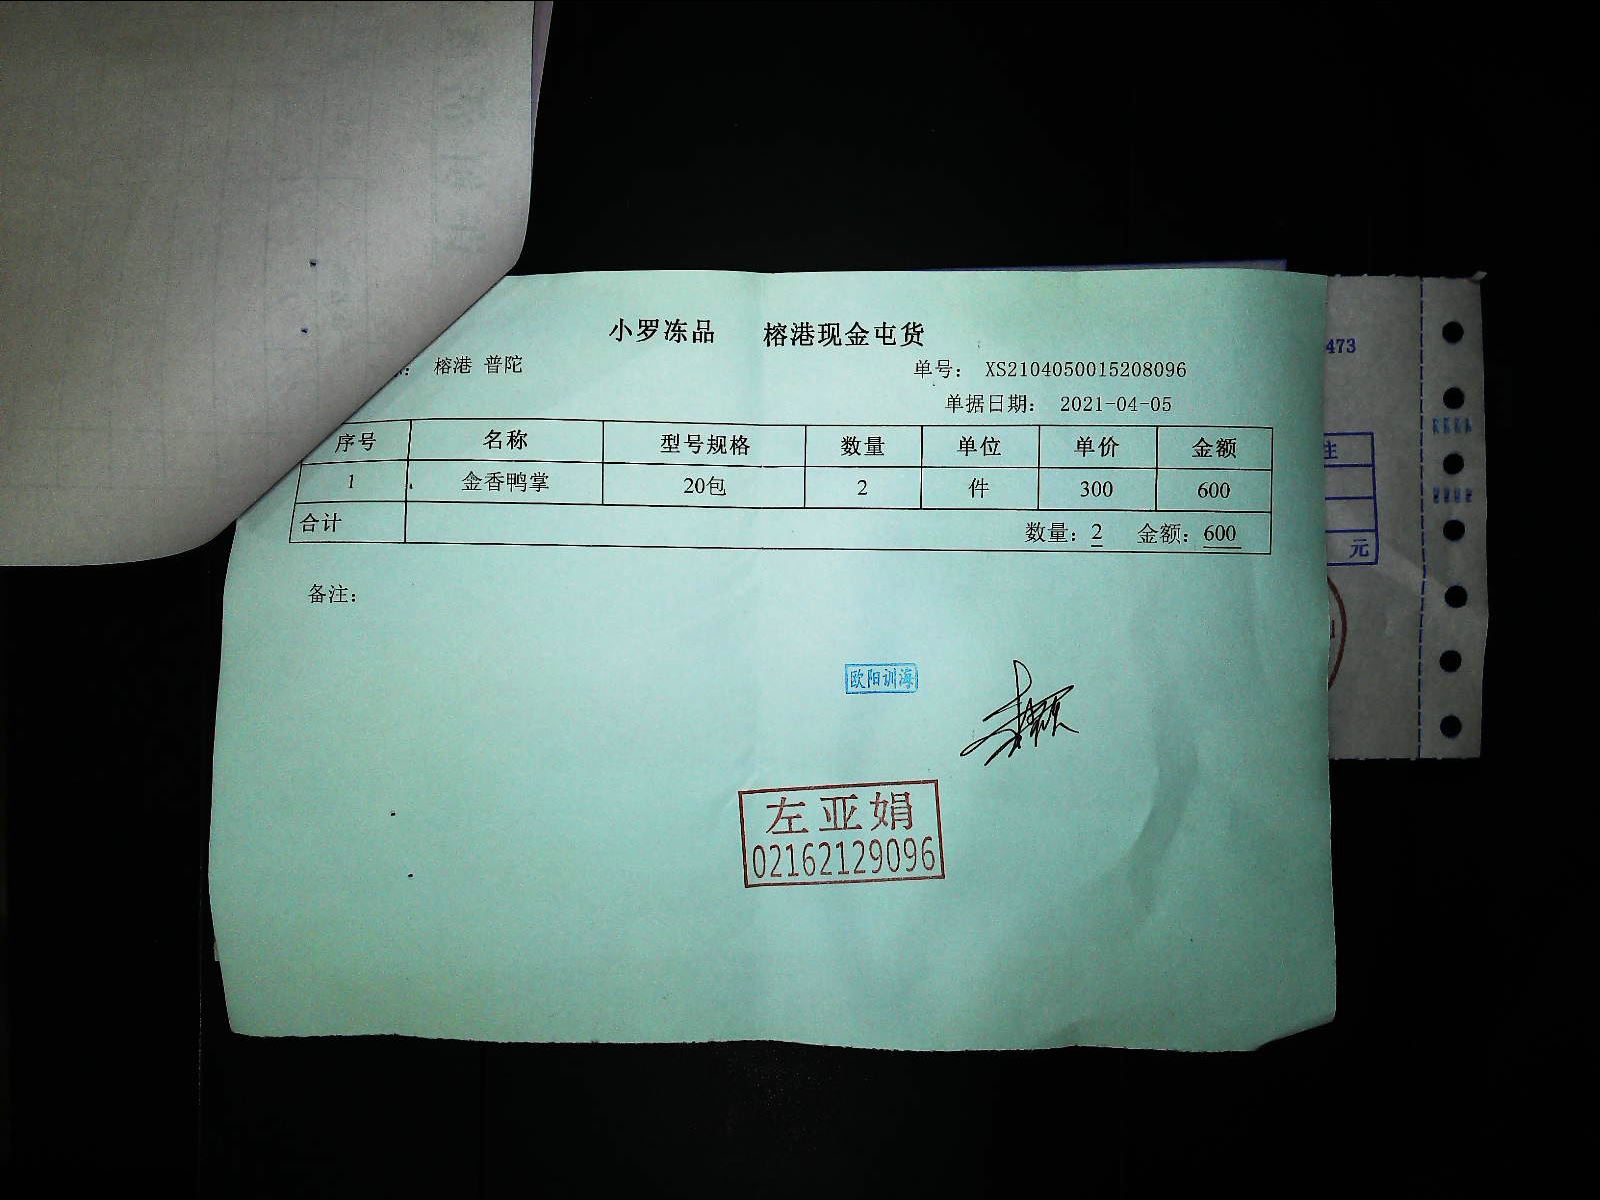 小罗冻品 榕港现金屯货
榕港 普陀
单号: XS2104050015208096
单据日期: 2021-04-05
473
序号 名称 型号规格 数量 单位 单价 金额
1 金香鸭掌 20包 2 件 300 600
合计 数量: 2 金额: 600
元
备注:
欧阳训海
左亚娟
02162129096